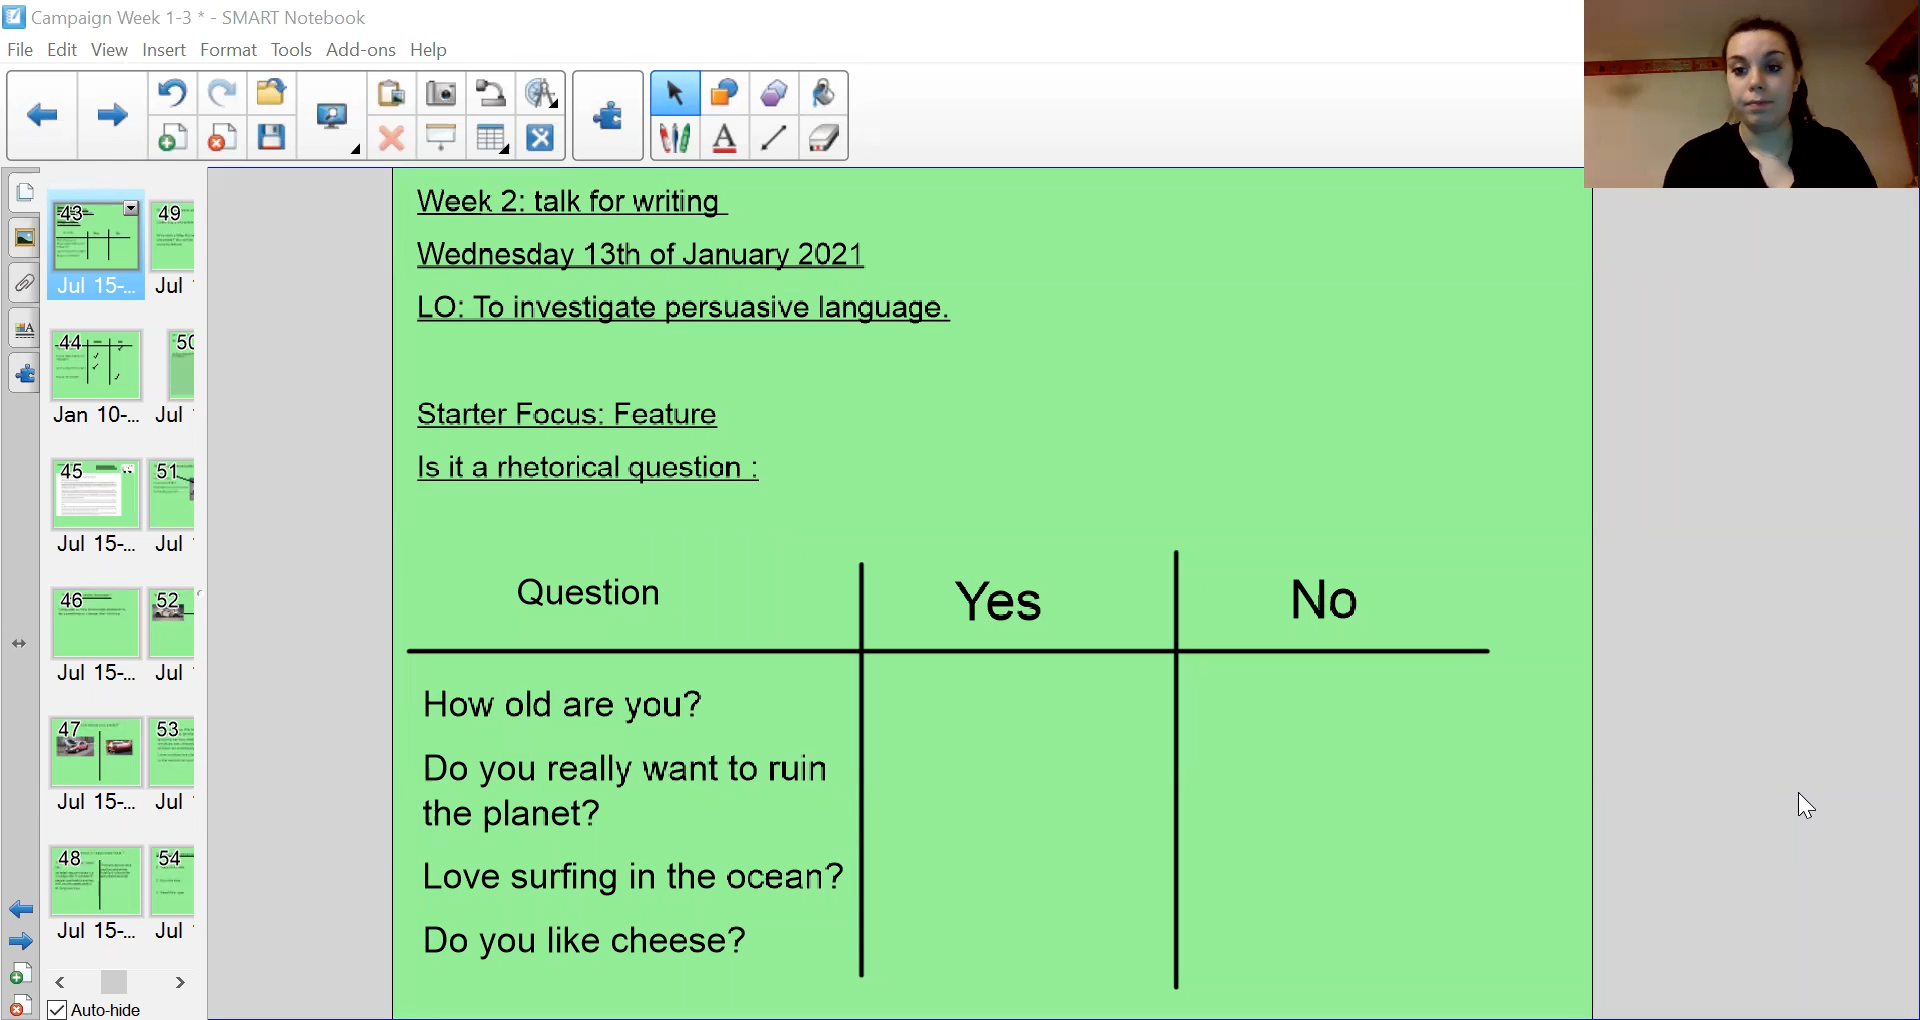 Campaign Week 1-3 * - SMART Notebook
File Edit View Insert Format Tools Add-ons Help
Week 2: talk for writing
Wednesday 13th of January 2021
LO: To investigate persuasive language.
Starter Focus: Feature
Is it a rhetorical question :
Question Yes No
How old are you?
Do you really want to ruin
the planet?
Love surfing in the ocean?
Do you like cheese?
43 49
Jul 15-... Jul
44 50
Jan 10-... Jul
45 51
Jul 15-... Jul
46 52
Jul 15-... Jul
47 53
Jul 15-... Jul
48 54
Jul 15-... Jul
Auto-hide